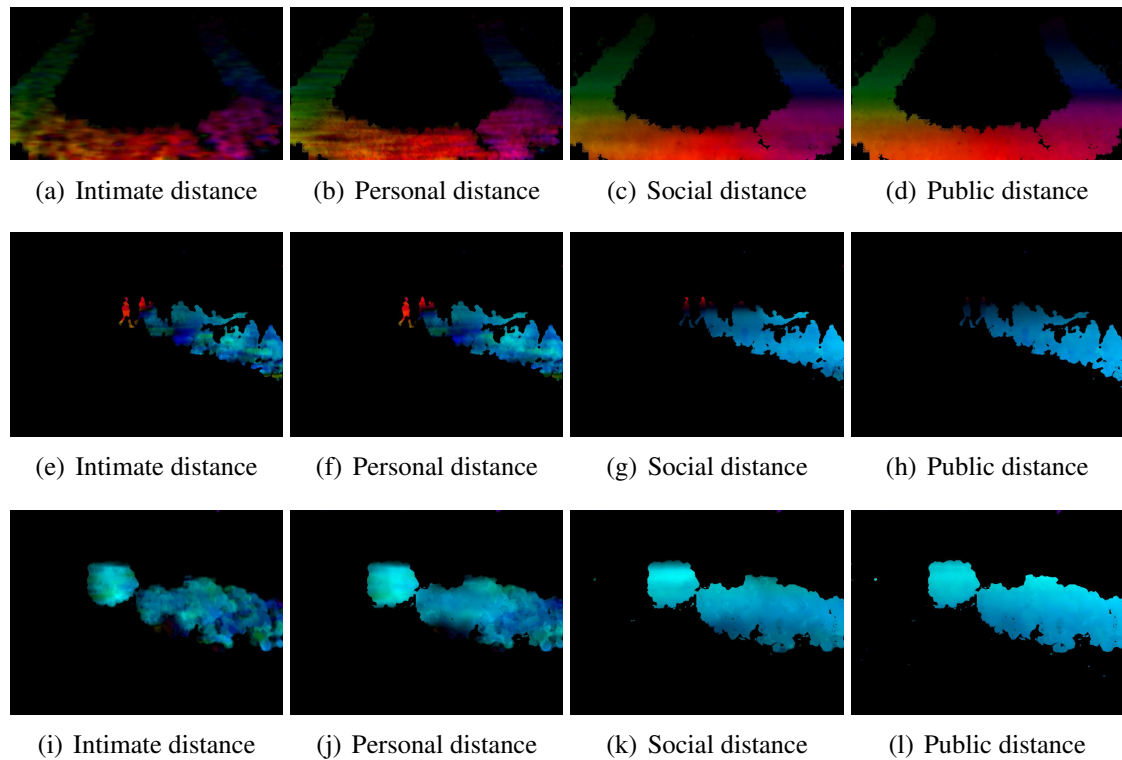 (a) Intimate distance
(b) Personal distance
(c) Social distance
(d) Public distance
(e) Intimate distance
(f) Personal distance
(g) Social distance
(h) Public distance
(i) Intimate distance
(j) Personal distance
(k) Social distance
(l) Public distance